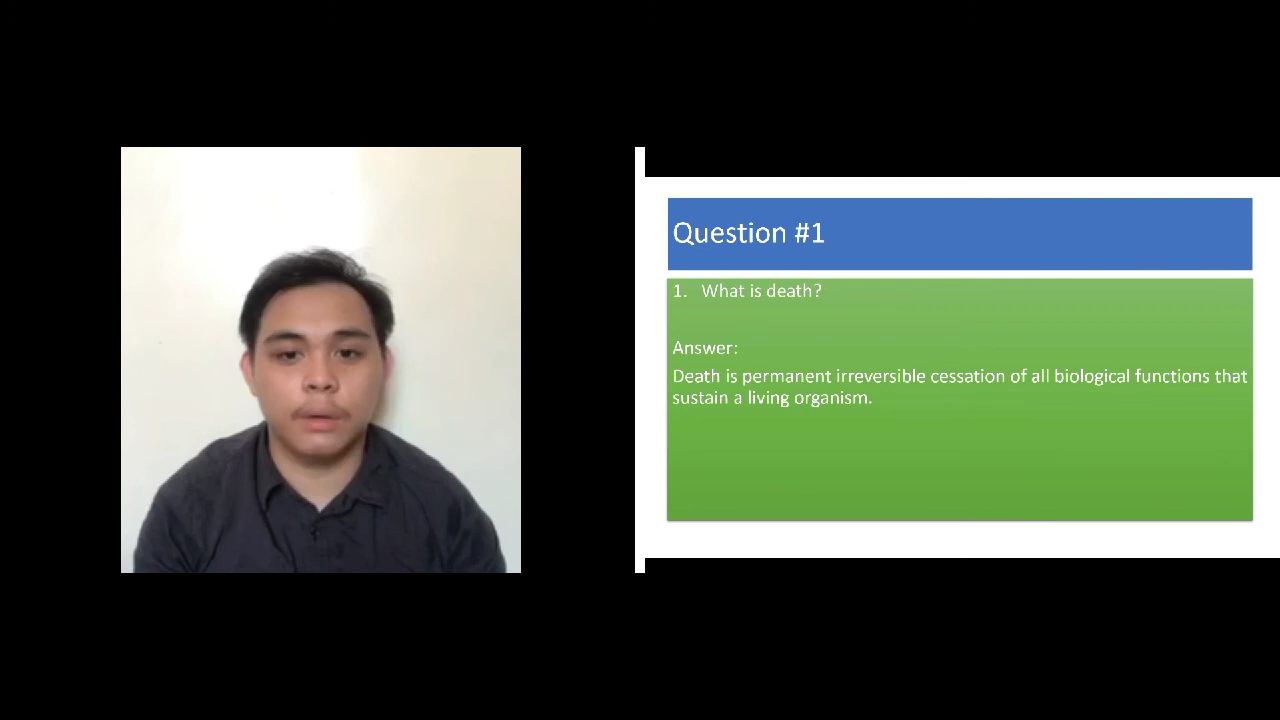 Question #1
1. What is death?
Answer:
Death is permanent irreversible cessation of all biological functions that
sustain a living organism.